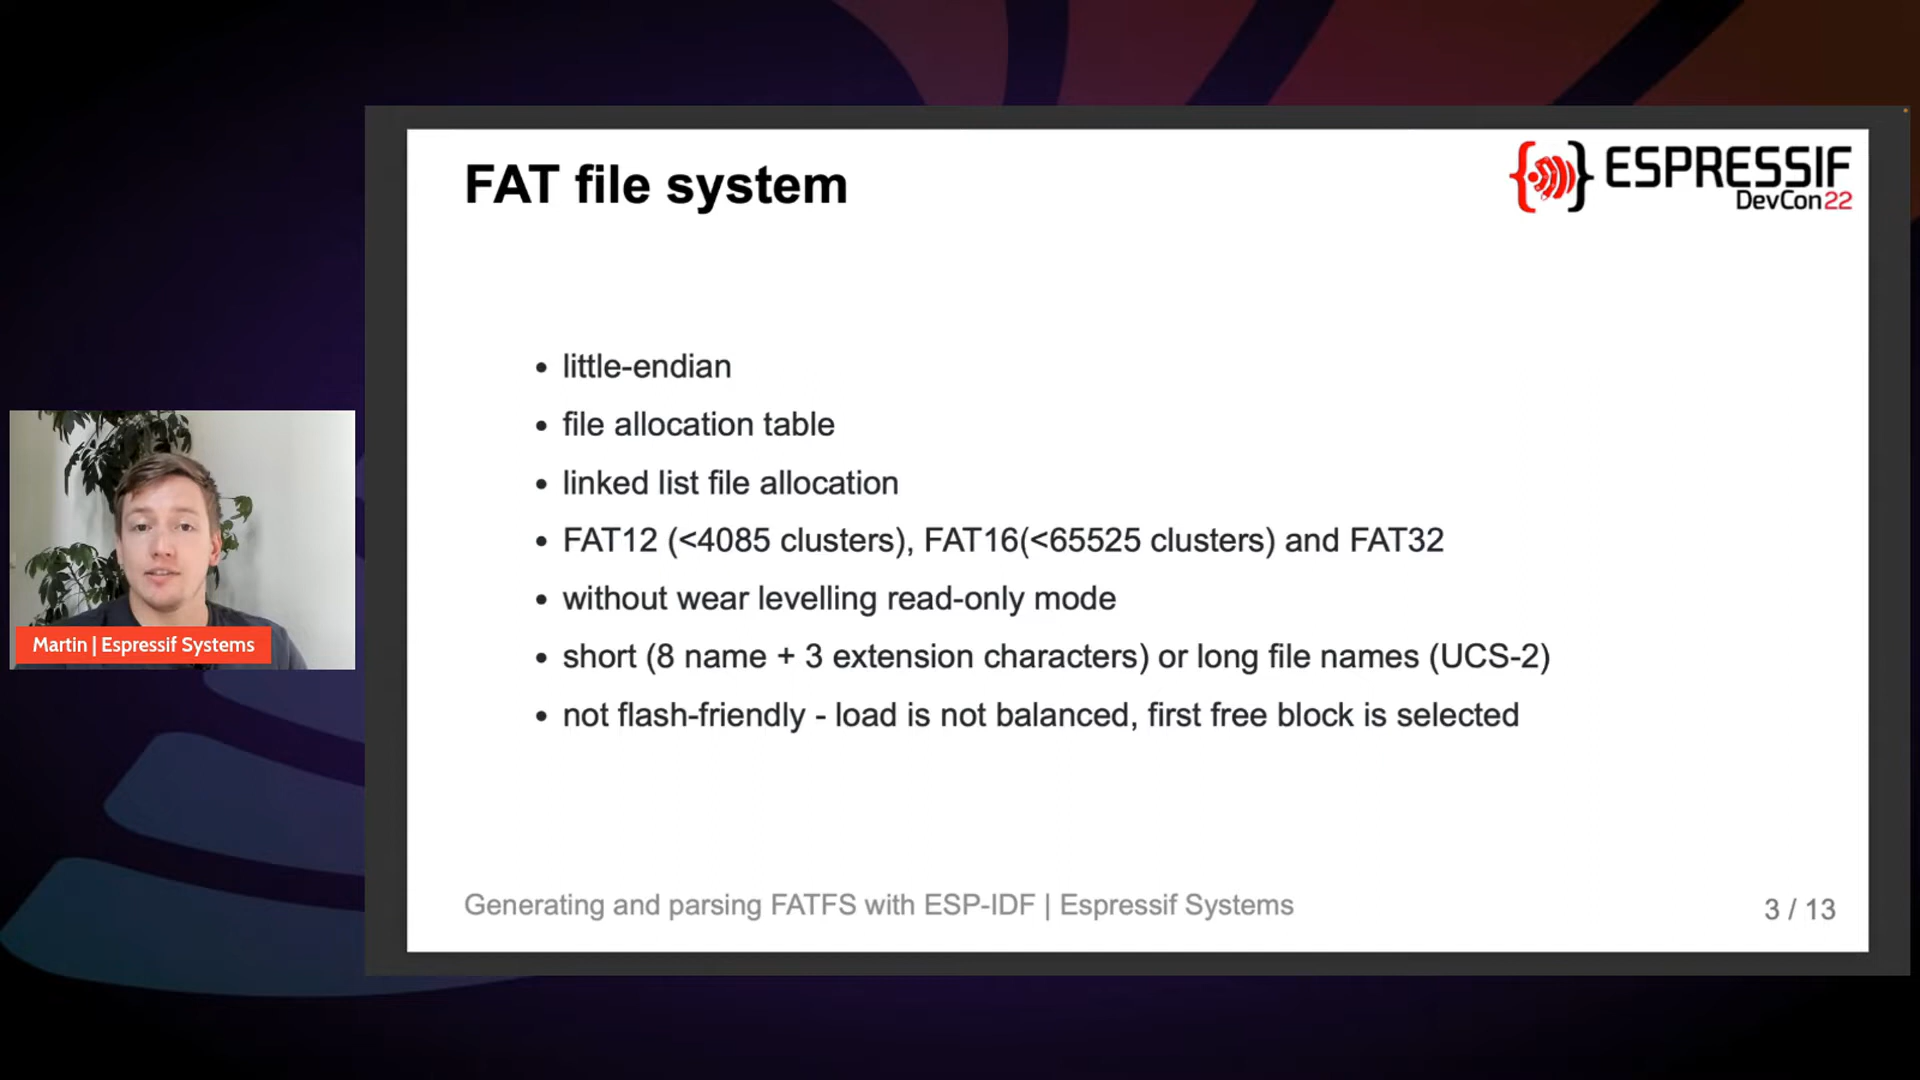 FAT file system
ESPRESSIF
DevCon22
• little-endian
• file allocation table
• linked list file allocation
• FAT12 (<4085 clusters), FAT16(<65525 clusters) and FAT32
• without wear levelling read-only mode
• short (8 name + 3 extension characters) or long file names (UCS-2)
• not flash-friendly - load is not balanced, first free block is selected
Martin | Espressif Systems
Generating and parsing FATFS with ESP-IDF | Espressif Systems
3 / 13